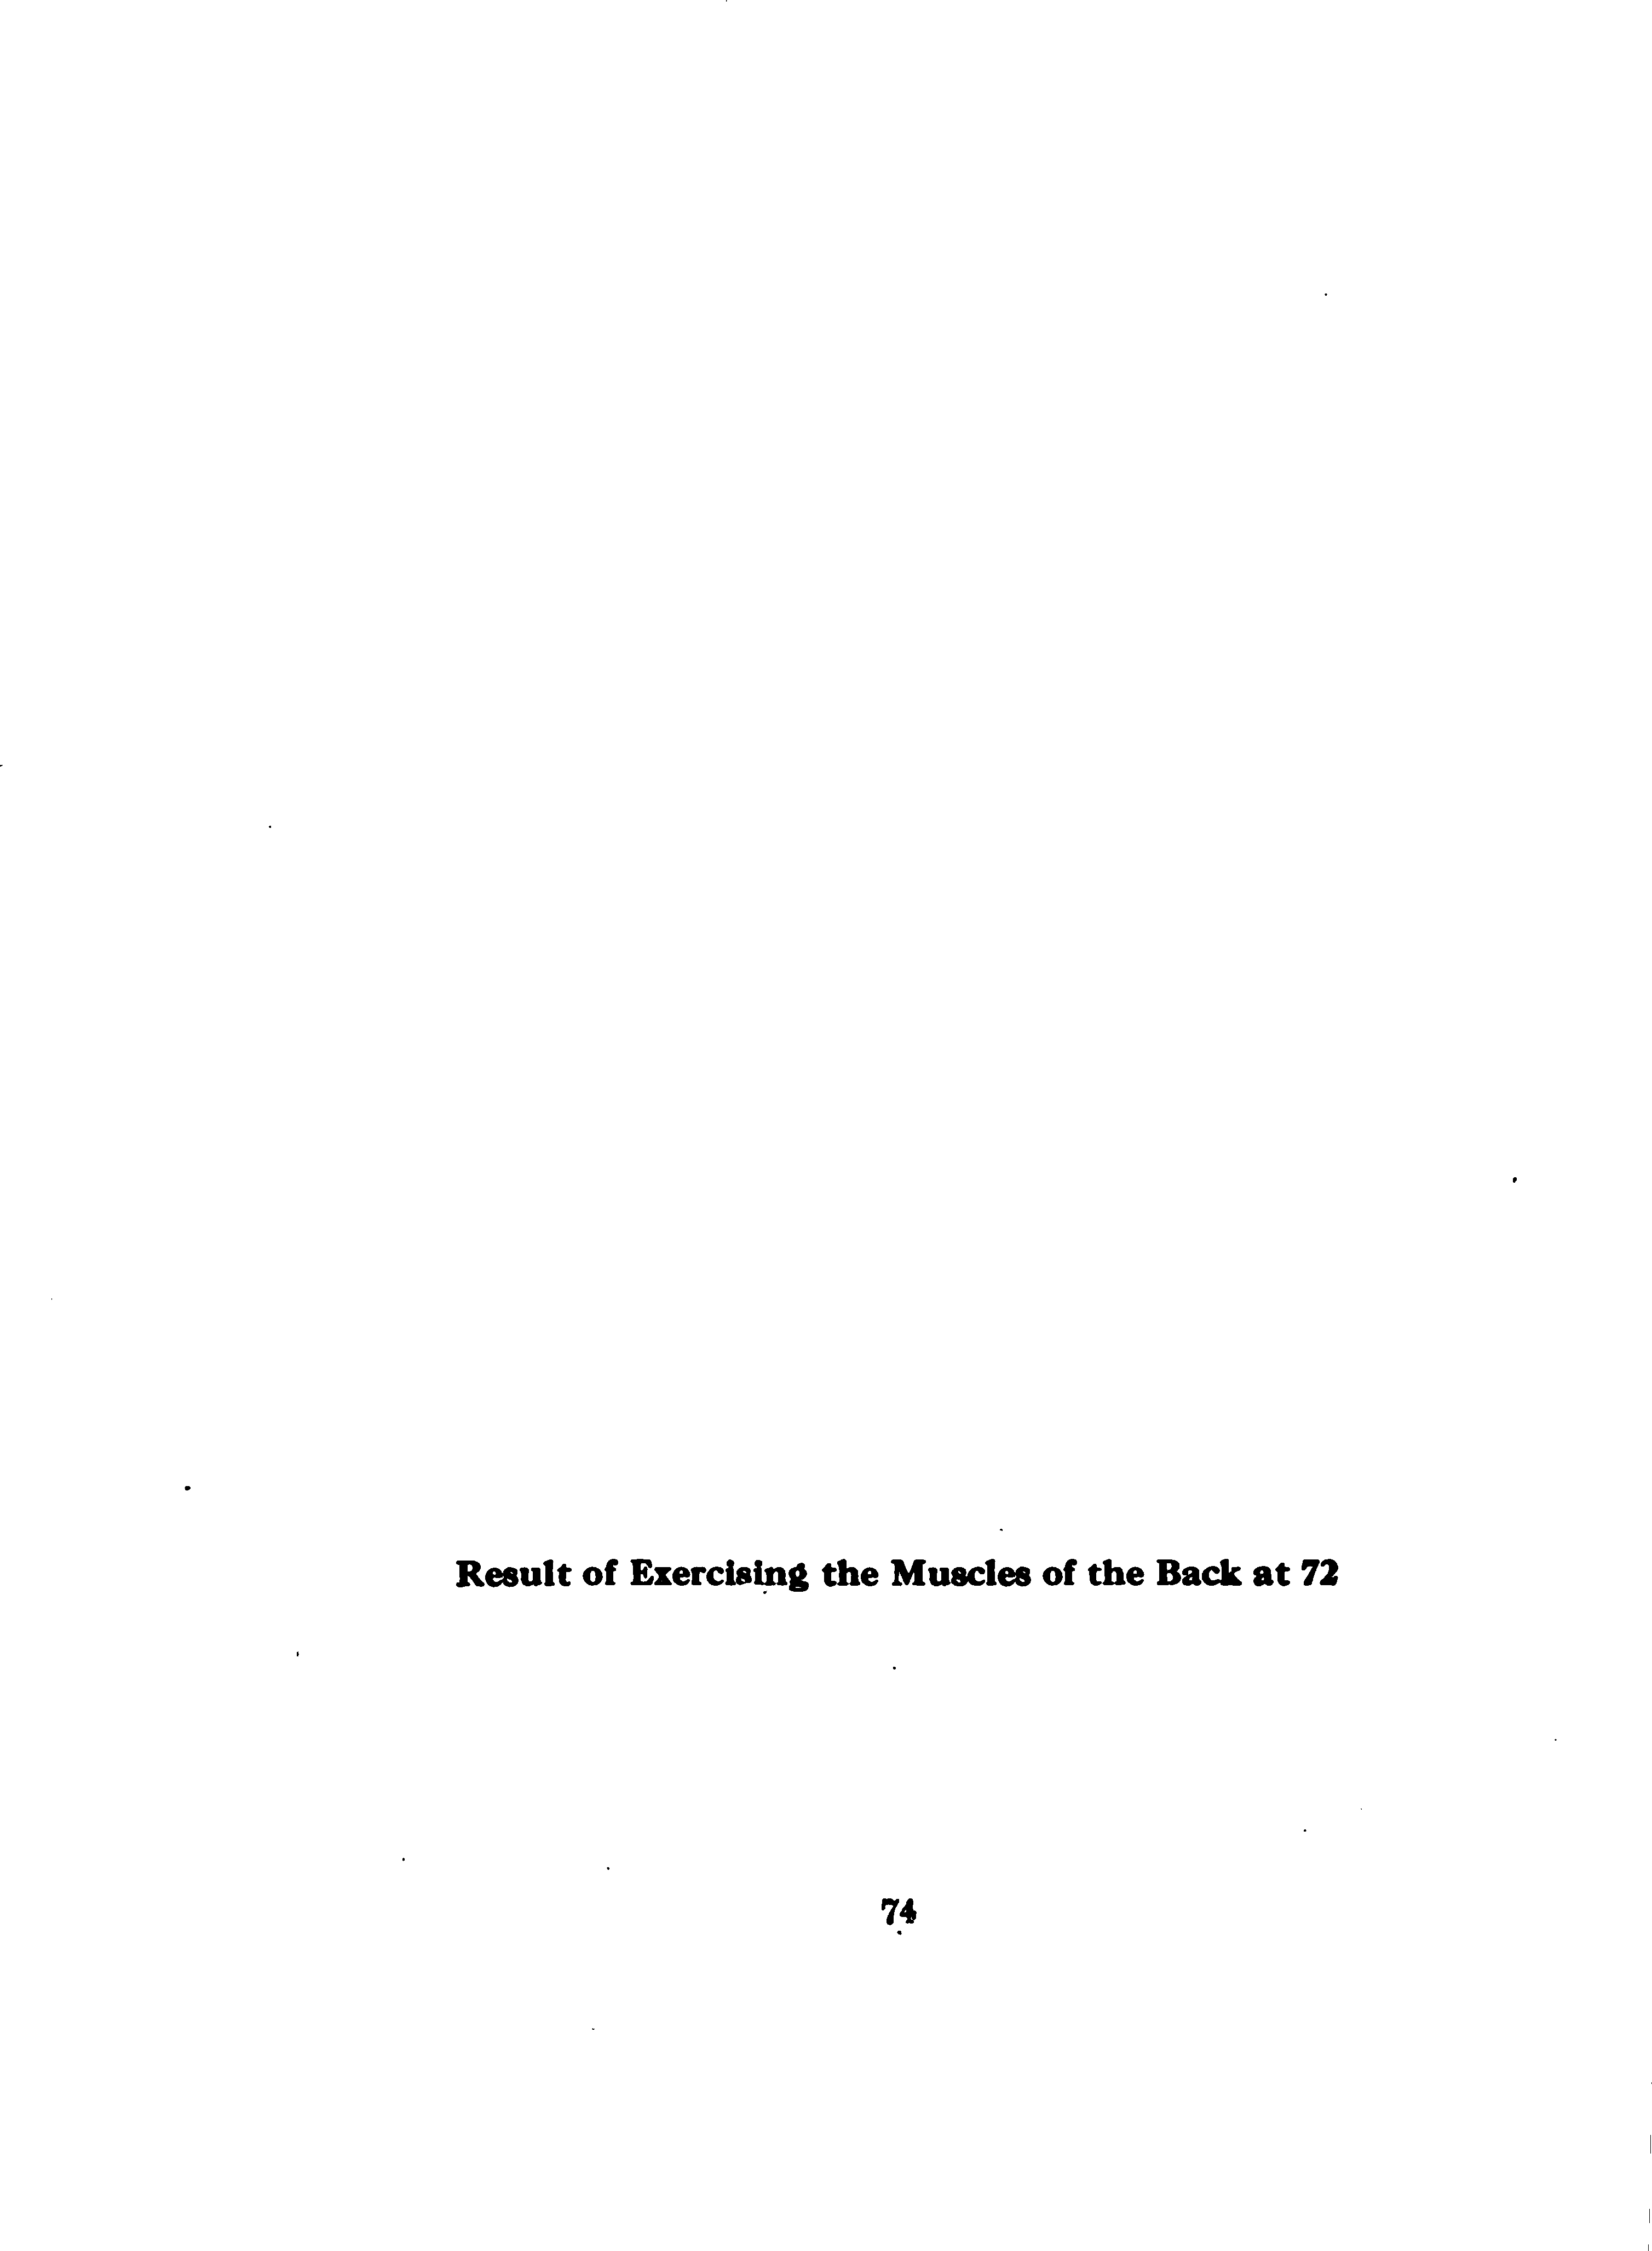 Result of Exercising the Muscles of the Back at 72
74